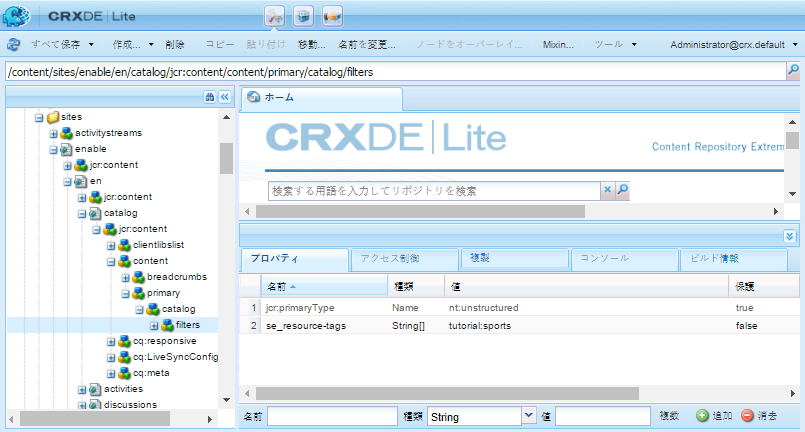 CRXDE | Lite
すべて保存 作成... 削除 コピー 貼り付け 移動... 名前を変更... ノードをオーバーレイ... Mixin... ツール Administrator@crx.default
/content/sites/enable/en/catalog/jcr:content/content/primary/catalog/filters
sites
activitystreams
enable
jcr:content
en
jcr:content
catalog
jcr:content
clientlibslist
content
breadcrumbs
primary
catalog
filters
cq:responsive
cq:LiveSyncConfig
cq:meta
activities
discussions
ホーム
CRXDE | Lite
Content Repository Extrem
検索する用語を入力してリポジトリを検索
プロパティ アクセス制御 複製 コンソール ビルド情報
名前 種類 値 保護
1 jcr:primaryType Name nt:unstructured true
2 se_resource-tags String[] tutorial:sports false
名前 種類 String 値 複数 追加 消去